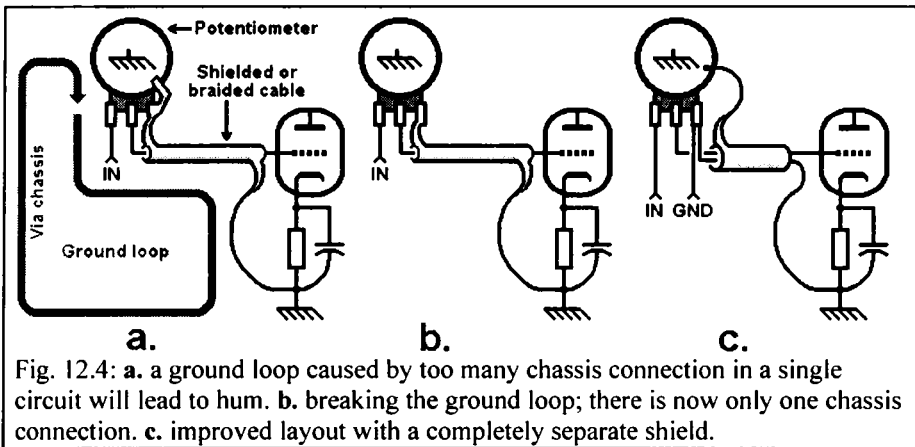 Potentiometer
Shielded or
braided cable
IN
Via chassis
Ground loop
IN
IN GND
a.
b.
c.
Fig. 12.4: a. a ground loop caused by too many chassis connection in a single
circuit will lead to hum. b. breaking the ground loop; there is now only one chassis
connection. c. improved layout with a completely separate shield.